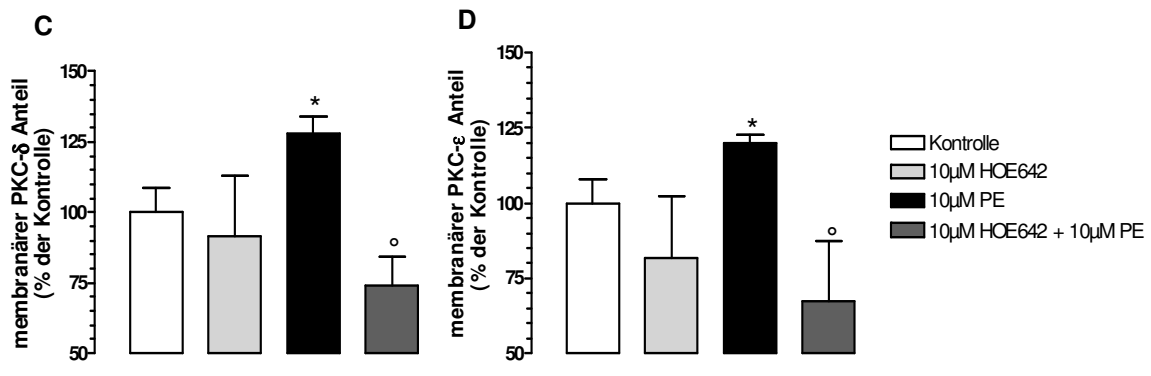 C
membranärer PKC-δ Anteil
(% der Kontrolle)
150
125
100
75
50
*
°
D
membranärer PKC-ε Anteil
(% der Kontrolle)
150
125
100
75
50
*
°
Kontrolle
10µM HOE642
10µM PE
10µM HOE642 + 10µM PE